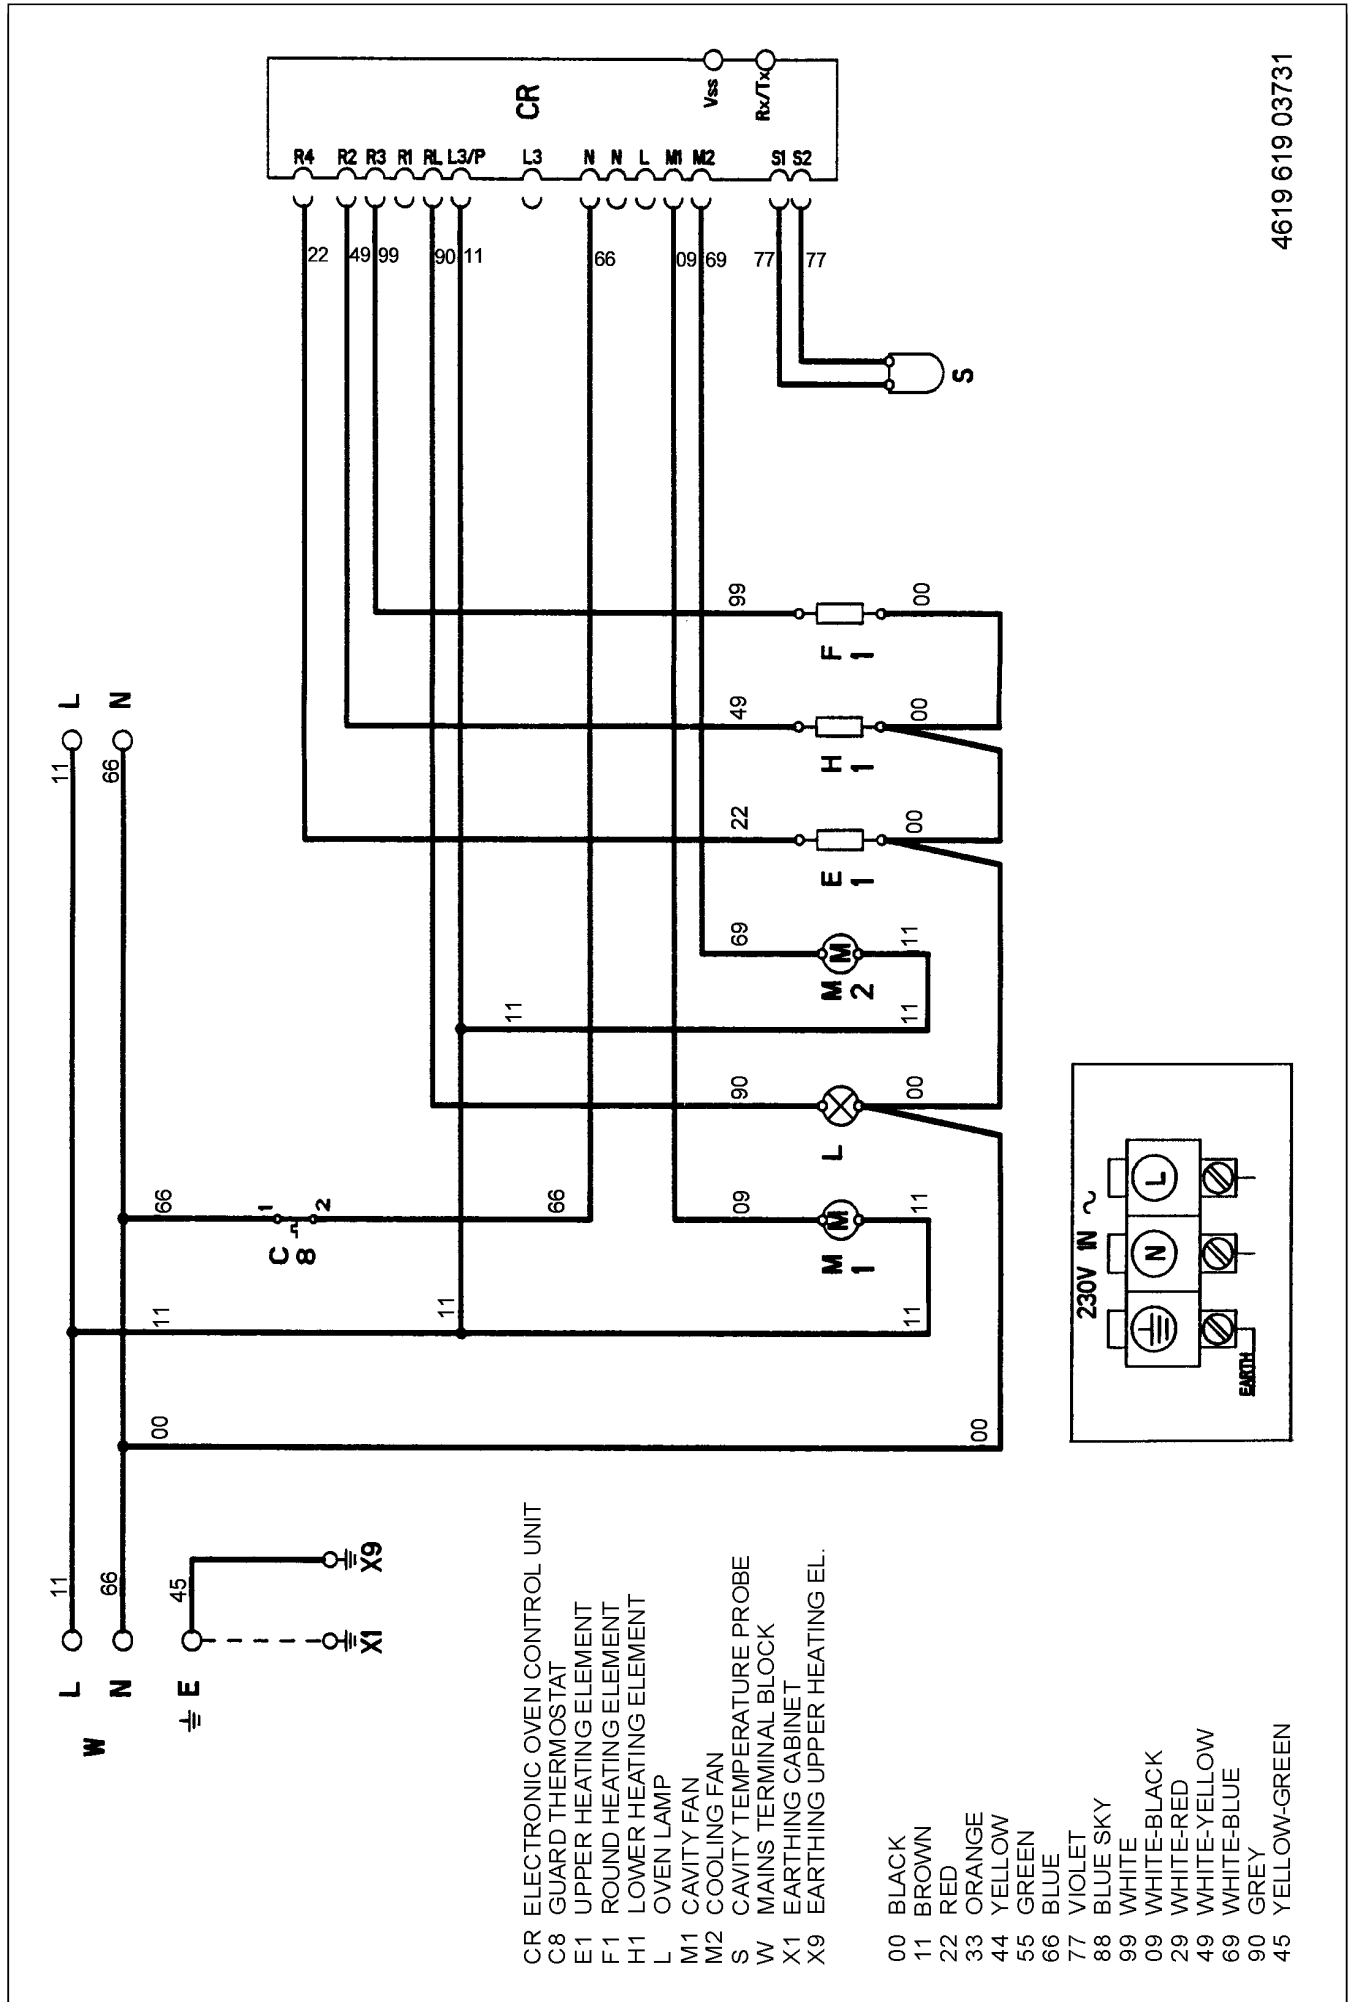 4619 619 03731
CR
Vss
Rx/Tx
R4 R2 R3 R1 RL L3/P L3 N N L M1 M2 S1 S2
22 49 99 90 11 66 09 69 77 77
S
L
N
11
66
99
F
1
00
49
H
1
00
22
E
1
00
69
M
M
2
11
11
11
90
L
00
66
1
2
C
8
66
09
M
M
1
11
11
11
11
00
00
L
11
N
66
W
E
45
X1
X9
230V 1N ~
N
L
EARTH
CR ELECTRONIC OVEN CONTROL UNIT
C8 GUARD THERMOSTAT
E1 UPPER HEATING ELEMENT
F1 ROUND HEATING ELEMENT
H1 LOWER HEATING ELEMENT
L OVEN LAMP
M1 CAVITY FAN
M2 COOLING FAN
S CAVITY TEMPERATURE PROBE
W MAINS TERMINAL BLOCK
X1 EARTHING CABINET
X9 EARTHING UPPER HEATING EL.
00 BLACK
11 BROWN
22 RED
33 ORANGE
44 YELLOW
55 GREEN
66 BLUE
77 VIOLET
88 BLUE SKY
99 WHITE
09 WHITE-BLACK
29 WHITE-RED
49 WHITE-YELLOW
69 WHITE-BLUE
90 GREY
45 YELLOW-GREEN